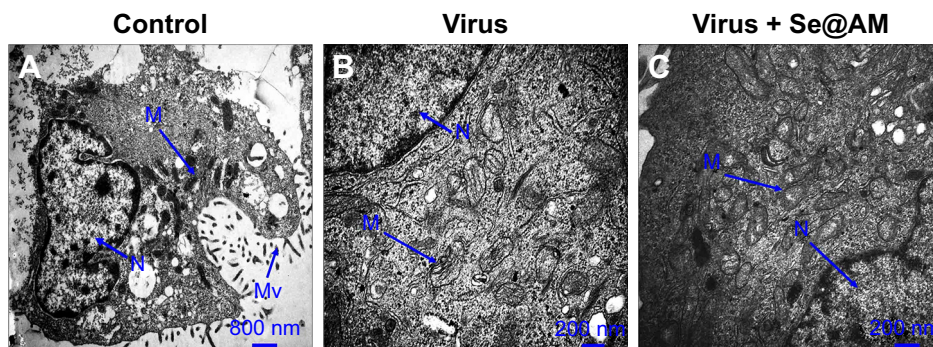 Control
Virus
Virus + Se@AM
A
M
N
Mv
800 nm
B
N
M
200 nm
C
M
N
200 nm